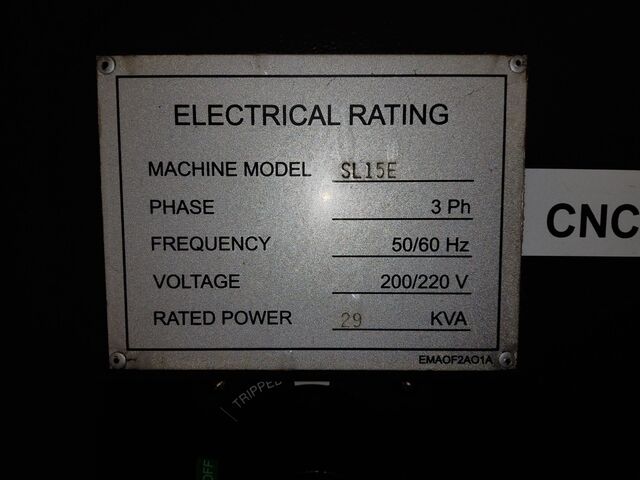 ELECTRICAL RATING
MACHINE MODEL SL15E
PHASE 3 Ph
FREQUENCY 50/60 Hz
VOLTAGE 200/220 V
RATED POWER 29 KVA
EMAOF2AO1A
CNC
TRIPPED
OFF